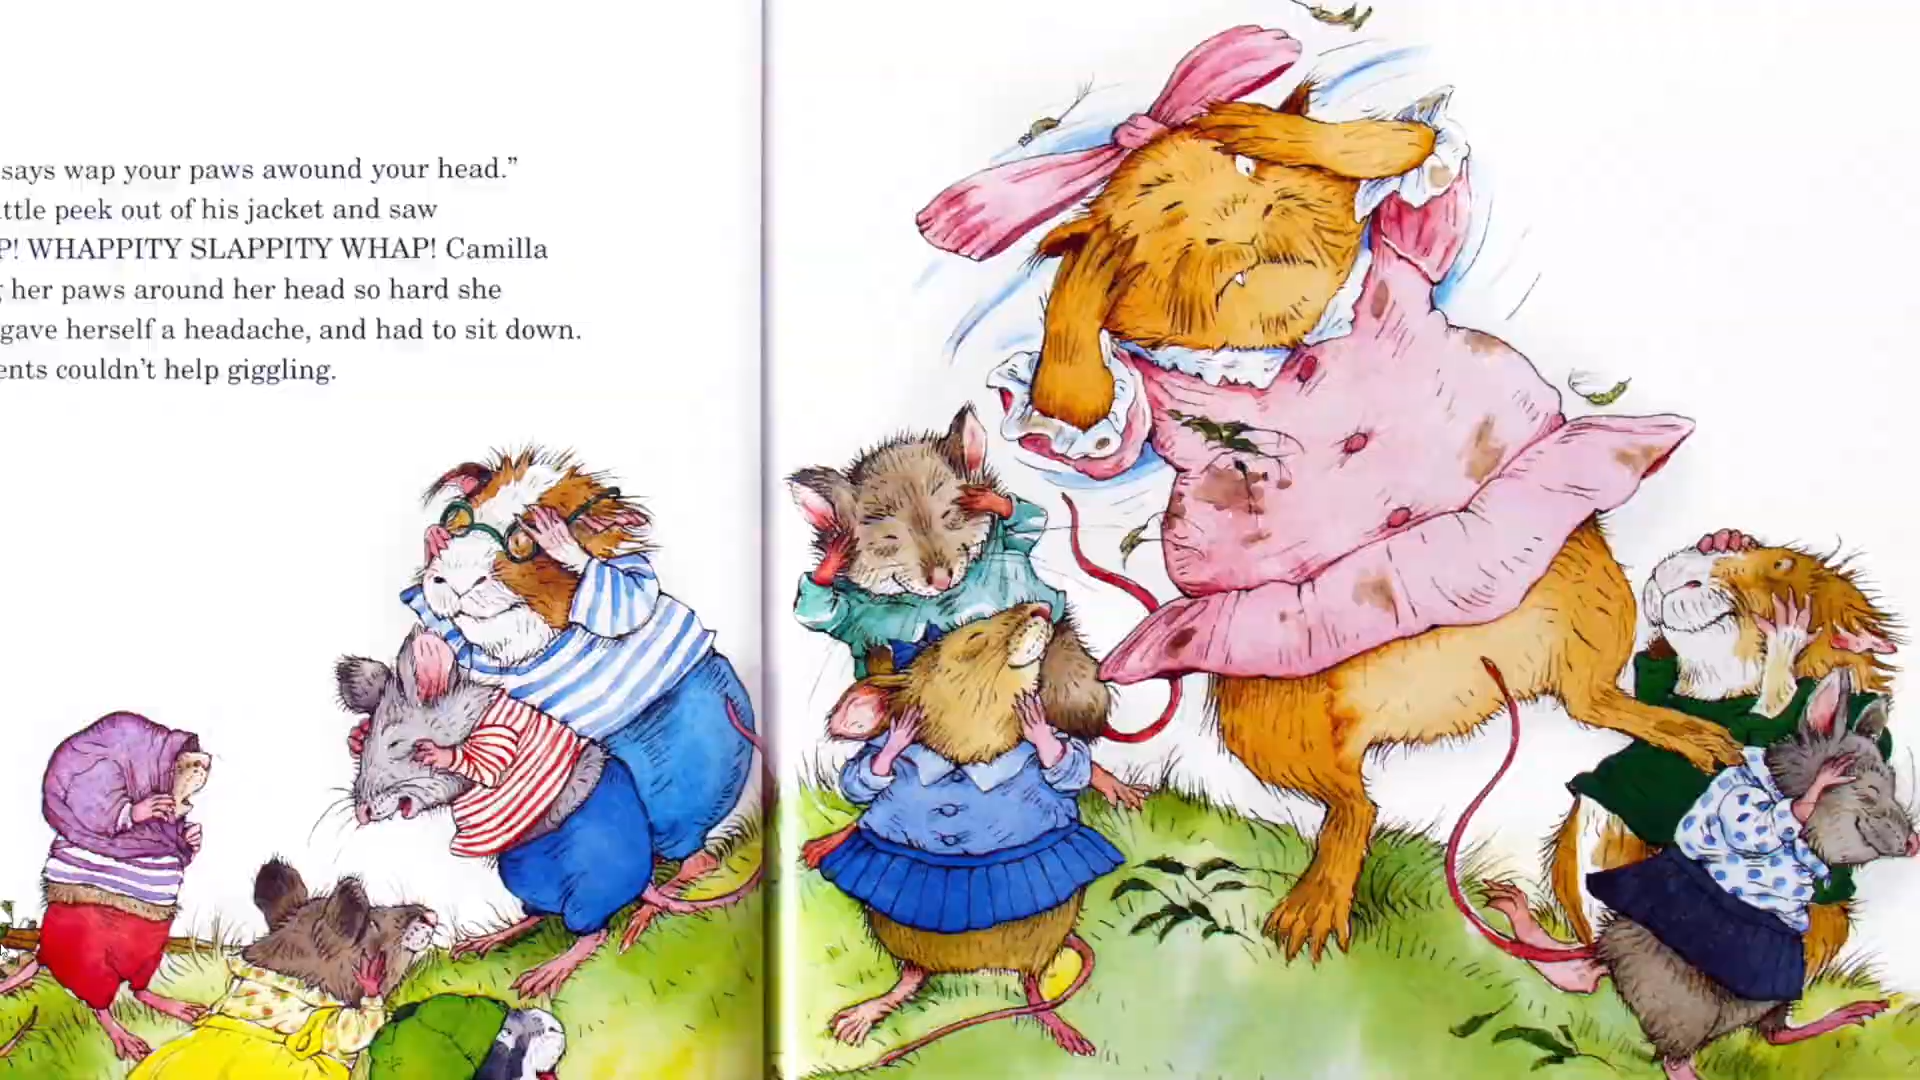 says wap your paws awound your head.”
ttle peek out of his jacket and saw
P! WHAPPITY SLAPPITY WHAP! Camilla
g her paws around her head so hard she
gave herself a headache, and had to sit down.
ents couldn’t help giggling.